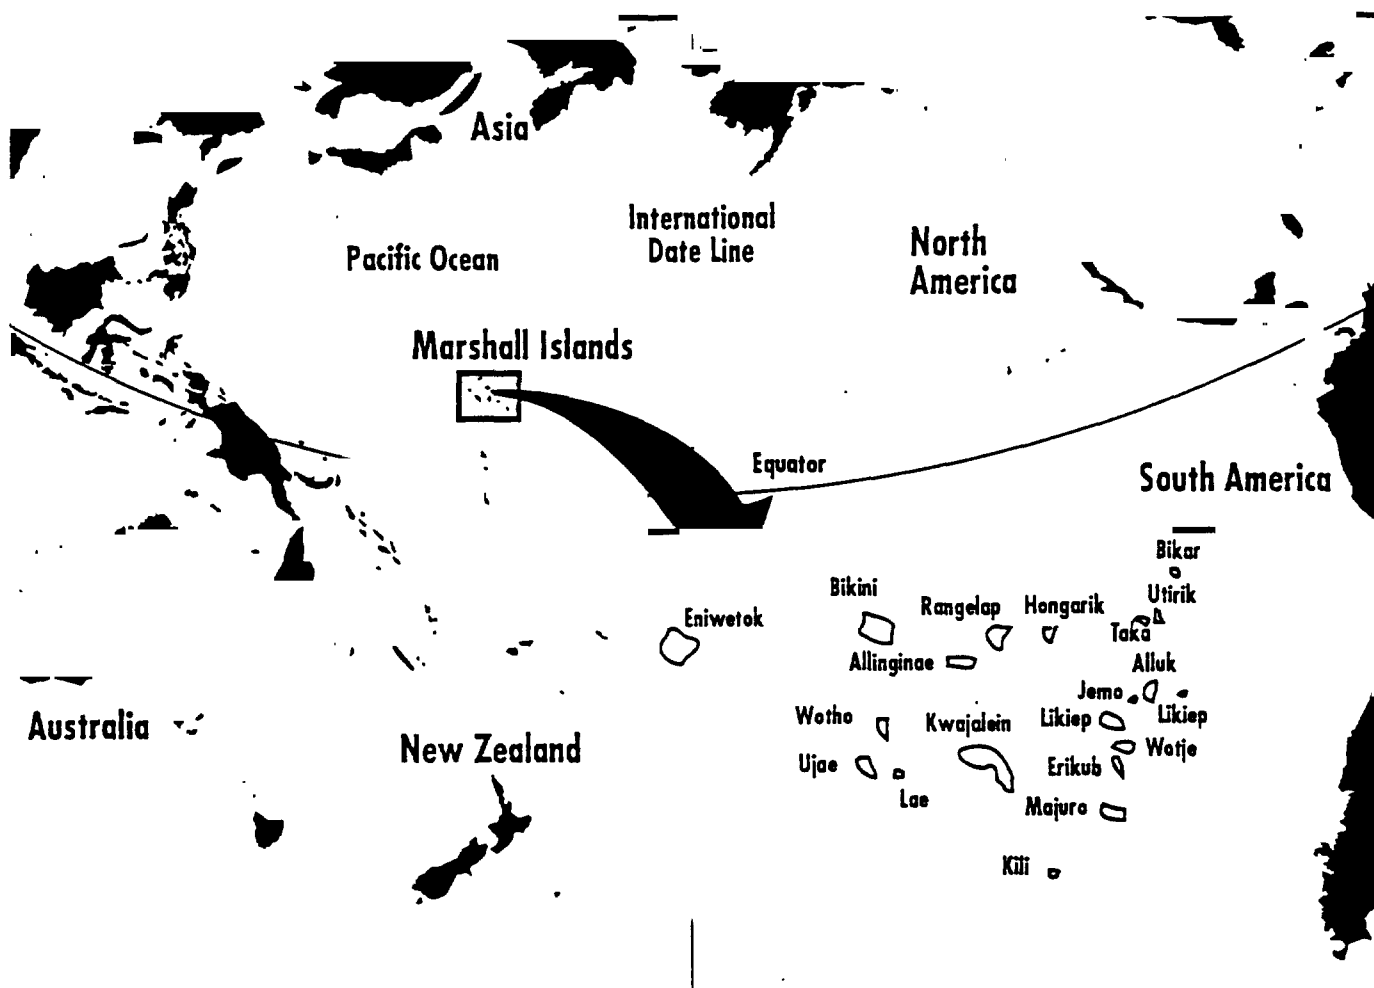 Asia
International
Date Line
Pacific Ocean
North
America
Marshall Islands
Equator
South America
Bikar
Bikini
Utirik
Rangelap
Hongarik
Eniwetok
Taka
Allinginae
Alluk
Jemo
Likiep
Wotho
Kwajalein
Likiep
Australia
New Zealand
Wotje
Ujae
Erikub
Lae
Majuro
Kili